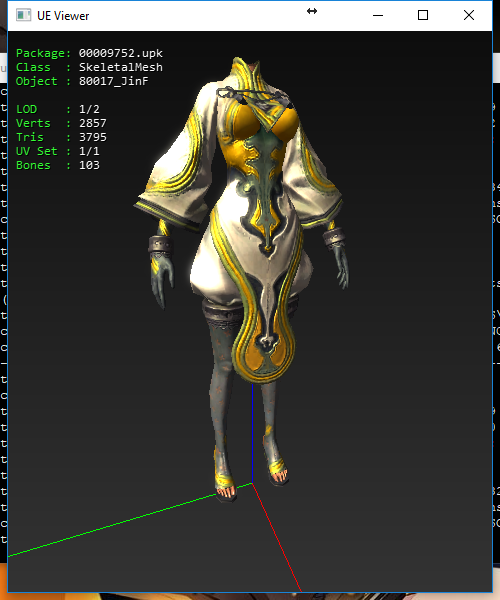 UE Viewer
Package: 00009752.upk
Class : SkeletalMesh
Object : 80017_JinF
LOD : 1/2
Verts : 2857
Tris : 3795
UV Set : 1/1
Bones : 103